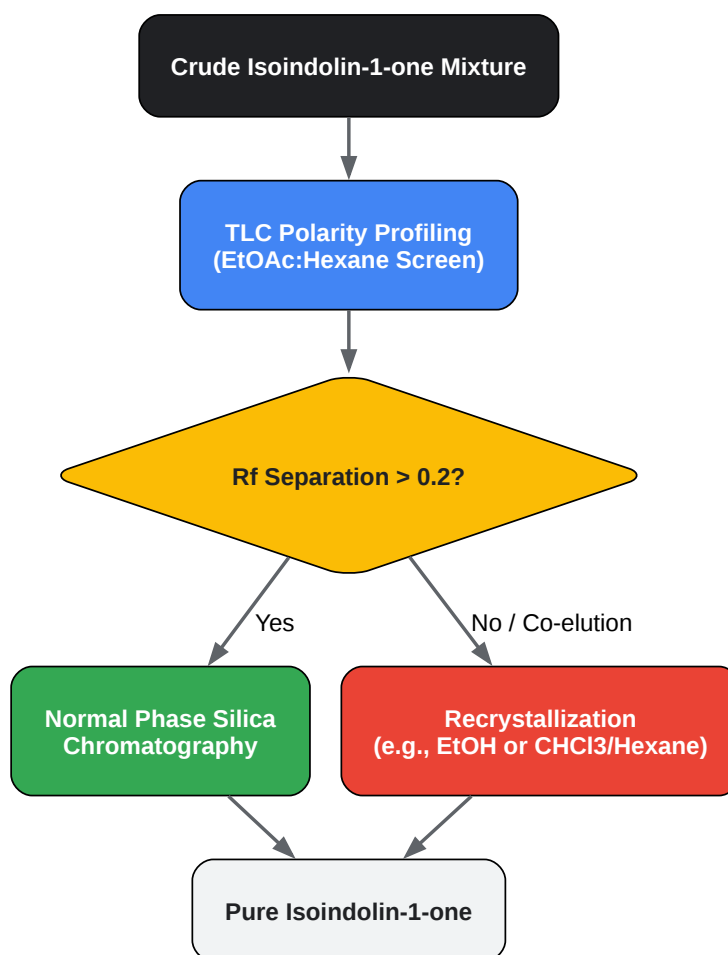 Crude Isoindolin-1-one Mixture
TLC Polarity Profiling
(EtOAc:Hexane Screen)
Rf Separation > 0.2?
Yes
No / Co-elution
Normal Phase Silica
Chromatography
Recrystallization
(e.g., EtOH or CHCl3/Hexane)
Pure Isoindolin-1-one